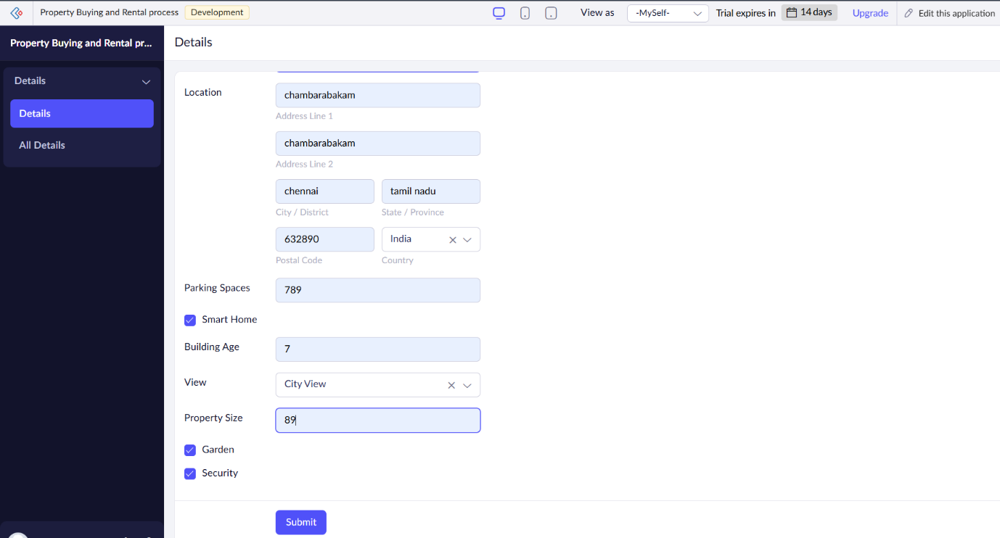 Property Buying and Rental process Development View as -MySelf- Trial expires in 14 days Upgrade Edit this application
Property Buying and Rental pr...
Details
Details
All Details
Details
Location
chambarabakam
Address Line 1
chambarabakam
Address Line 2
chennai tamil nadu
City / District State / Province
632890 India
Postal Code Country
Parking Spaces 789
Smart Home
Building Age 7
View City View
Property Size 89
Garden
Security
Submit